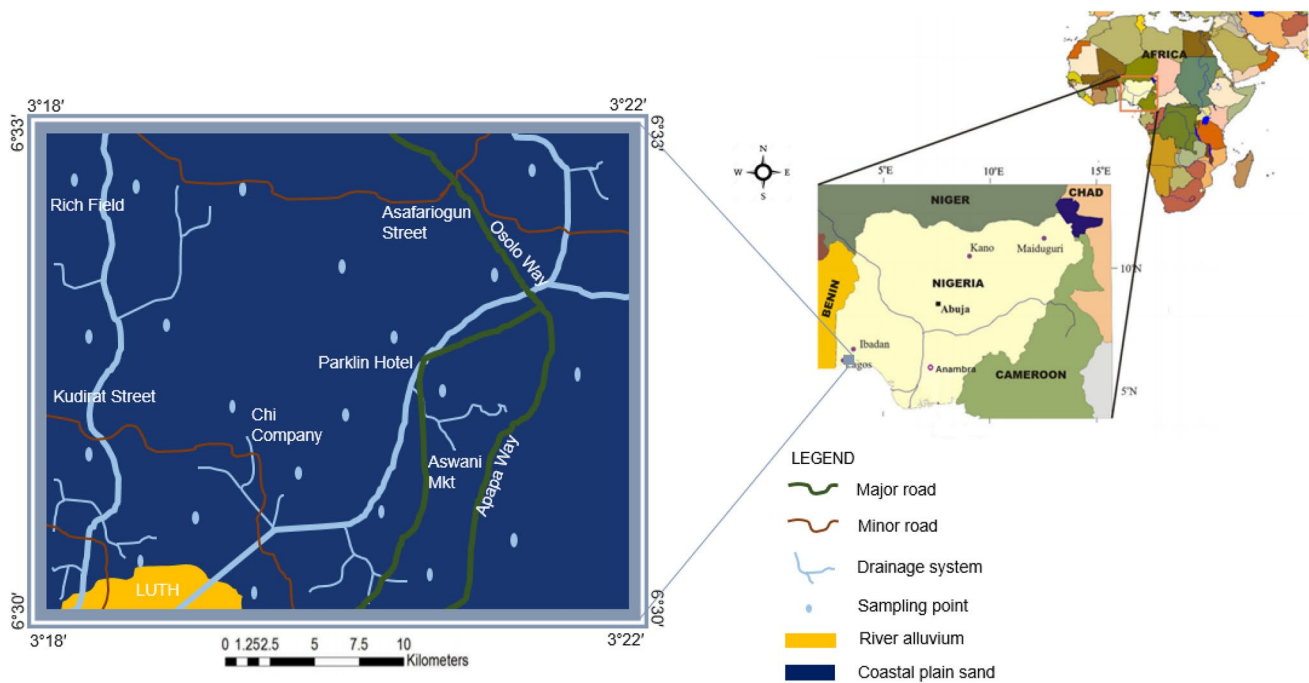 3°18′
3°22′
6°33′
6°33′
Rich Field
Asafariogun
Street
Osolo Way
Parklin Hotel
Kudirat Street
Chi
Company
Aswani
Mkt
Apapa Way
LUTH
6°30′
6°30′
3°18′
3°22′
0 1.252.5 5 7.5 10
Kilometers
AFRICA
N
W E
S
5°E
10°E
15°E
NIGER
CHAD
Kano
Maiduguri
10°N
NIGERIA
BENIN
Abuja
Ibadan
Lagos
Anambra
CAMEROON
5°N
LEGEND
Major road
Minor road
Drainage system
Sampling point
River alluvium
Coastal plain sand